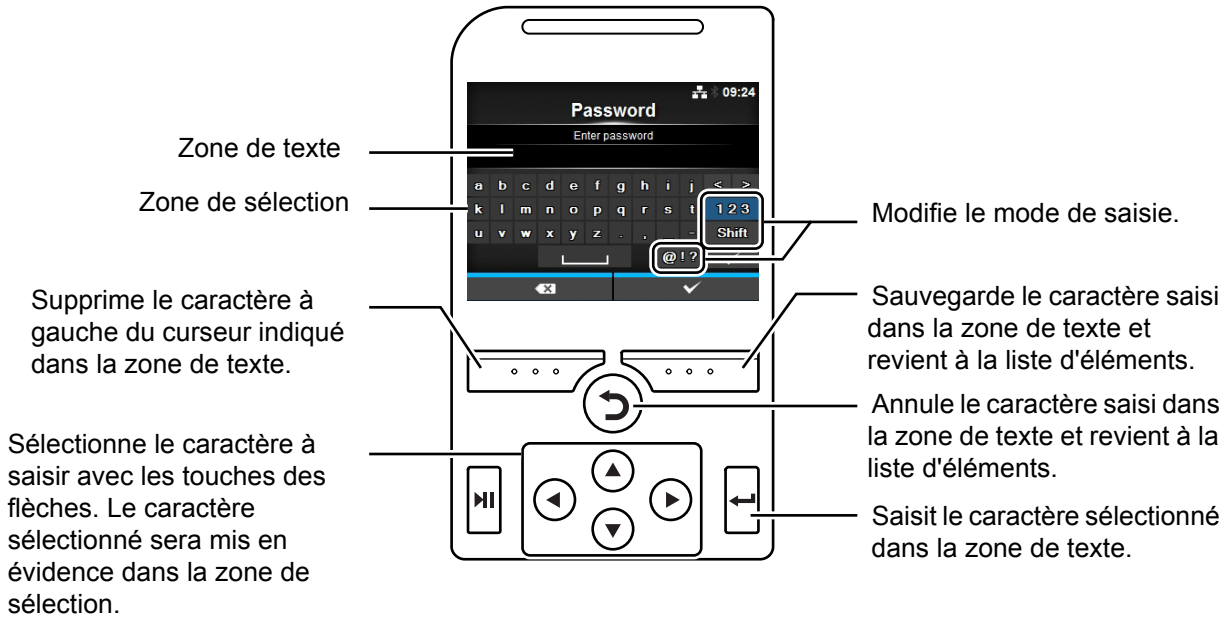 09:24
Password
Enter password
Zone de texte
a b c d e f g h i j < >
Zone de sélection
k l m n o p q r s t 1 2 3
u v w x y z . , _ - Shift
@ ! ?
Modifie le mode de saisie.
Supprime le caractère à
gauche du curseur indiqué
dans la zone de texte.
Sauvegarde le caractère saisi
dans la zone de texte et
revient à la liste d'éléments.
Annule le caractère saisi dans
la zone de texte et revient à la
liste d'éléments.
Sélectionne le caractère à
saisir avec les touches des
flèches. Le caractère
sélectionné sera mis en
évidence dans la zone de
sélection.
Saisit le caractère sélectionné
dans la zone de texte.